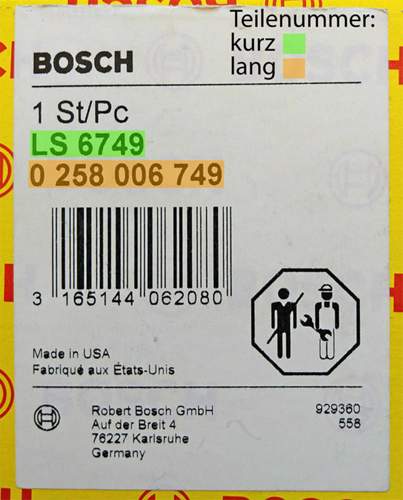 Teilenummer:
kurz
lang
BOSCH
1 St/Pc
LS 6749
0 258 006 749
3 165144 062080
Made in USA
Fabriqué aux États-Unis
Robert Bosch GmbH
Auf der Breit 4
76227 Karlsruhe
Germany
929360
558